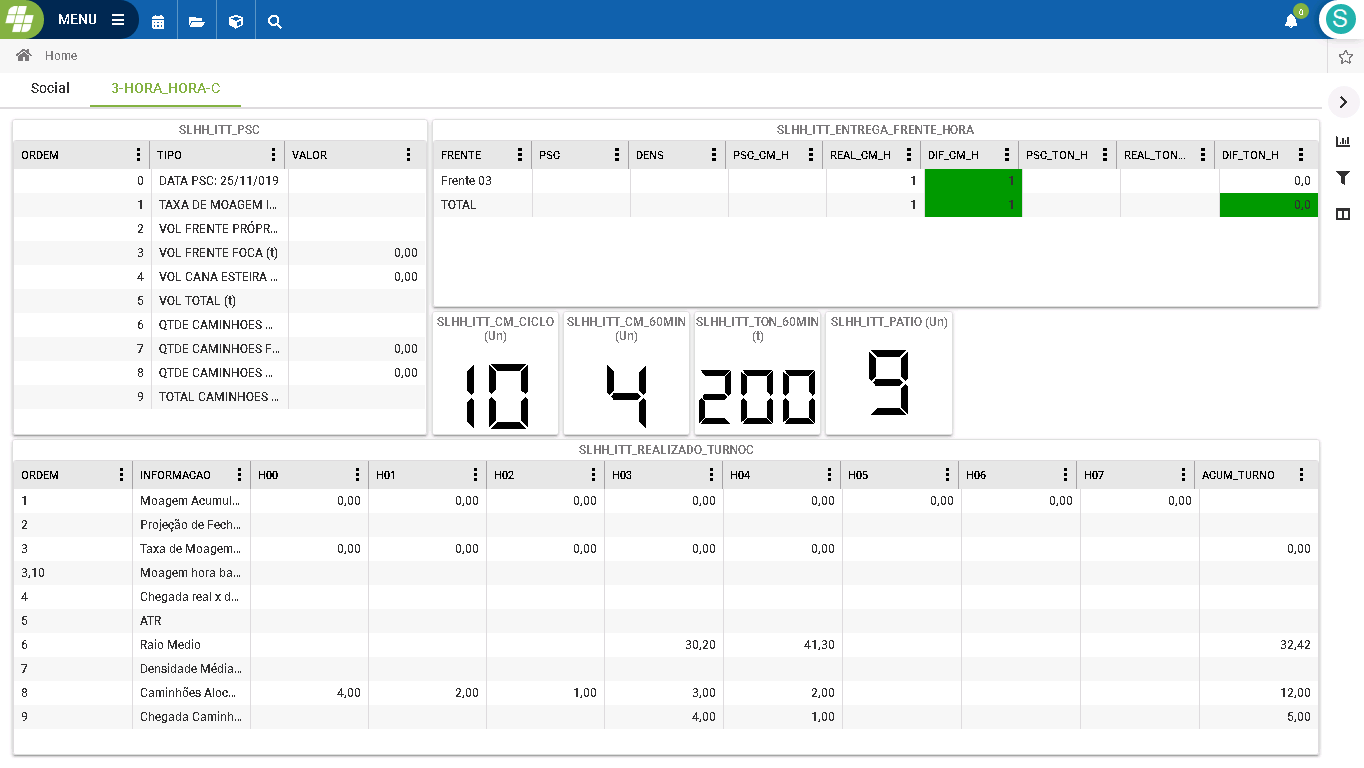 MENU
0
S
Home
Social 3-HORA_HORA-C
SLHH_ITT_PSC
ORDEM TIPO VALOR
0 DATA PSC: 25/11/019
1 TAXA DE MOAGEM I...
2 VOL FRENTE PRÓPR...
3 VOL FRENTE FOCA (t) 0,00
4 VOL CANA ESTEIRA ... 0,00
5 VOL TOTAL (t)
6 QTDE CAMINHOES ...
7 QTDE CAMINHOES F... 0,00
8 QTDE CAMINHOES ... 0,00
9 TOTAL CAMINHOES ...
SLHH_ITT_ENTREGA_FRENTE_HORA
FRENTE PSC DENS PSC_CM_H REAL_CM_H DIF_CM_H PSC_TON_H REAL_TON... DIF_TON_H
Frente 03 1 1 0,0
TOTAL 1 1 0,0
SLHH_ITT_CM_CICLO
(Un)
10
SLHH_ITT_CM_60MIN
(Un)
4
SLHH_ITT_TON_60MIN
(t)
200
SLHH_ITT_PATIO (Un)
9
SLHH_ITT_REALIZADO_TURNOC
ORDEM INFORMACAO H00 H01 H02 H03 H04 H05 H06 H07 ACUM_TURNO
1 Moagem Acumul... 0,00 0,00 0,00 0,00 0,00 0,00 0,00 0,00
2 Projeção de Fech...
3 Taxa de Moagem... 0,00 0,00 0,00 0,00 0,00 0,00
3,10 Moagem hora ba...
4 Chegada real x d...
5 ATR
6 Raio Medio 30,20 41,30 32,42
7 Densidade Média...
8 Caminhões Aloc... 4,00 2,00 1,00 3,00 2,00 12,00
9 Chegada Caminh... 4,00 1,00 5,00